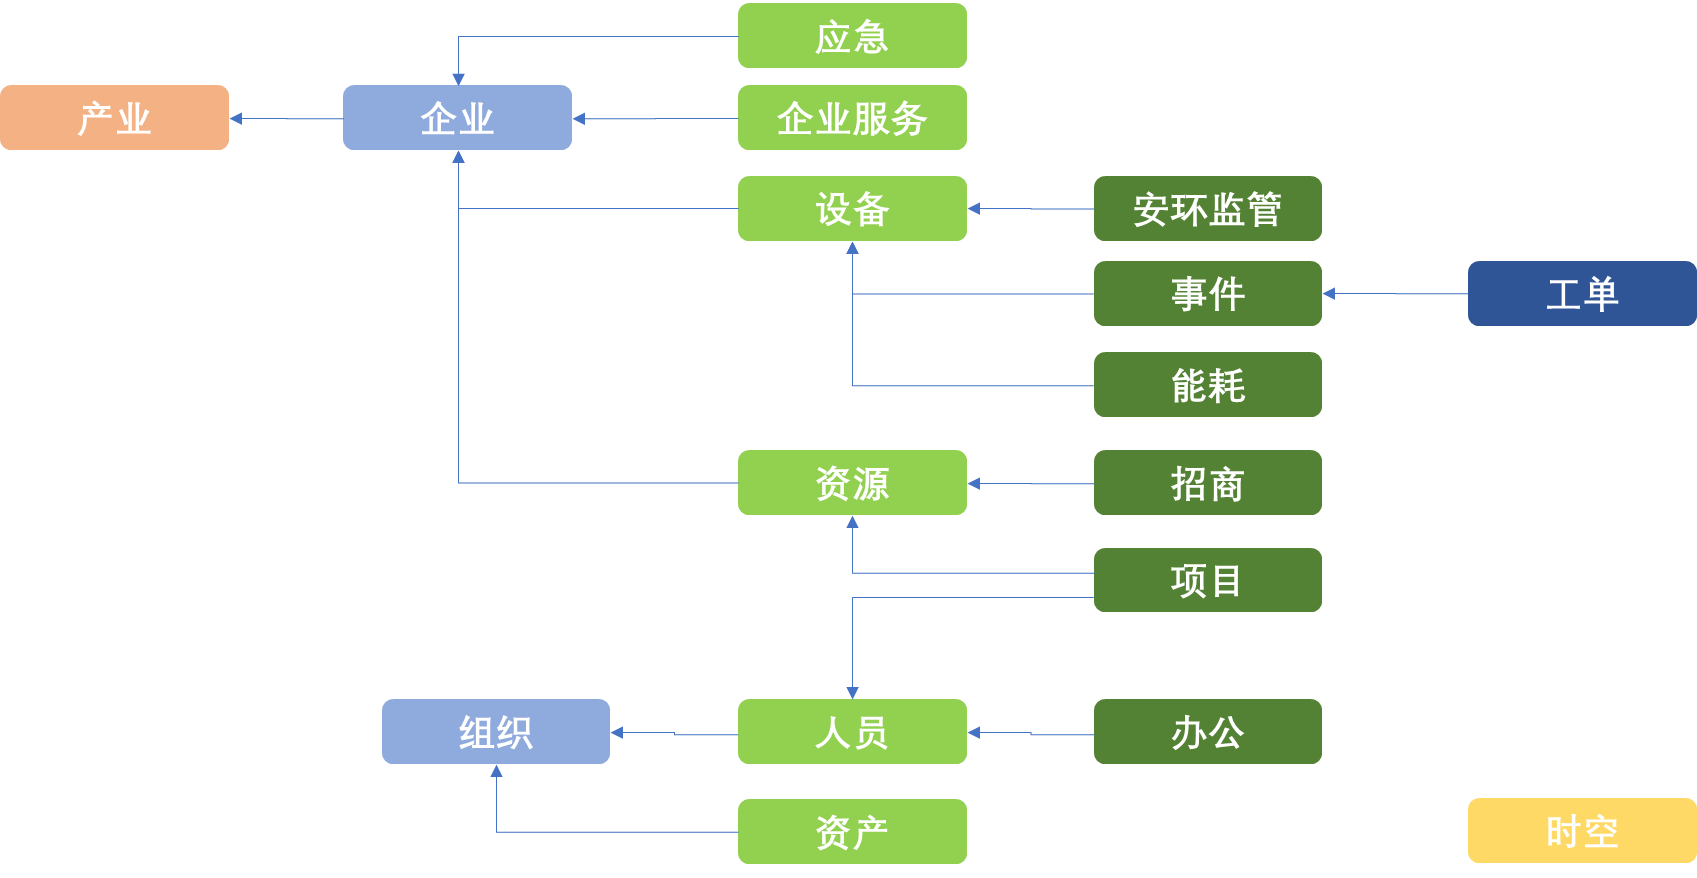 应急
产业
企业
企业服务
设备
安环监管
事件
工单
能耗
资源
招商
项目
组织
人员
办公
资产
时空